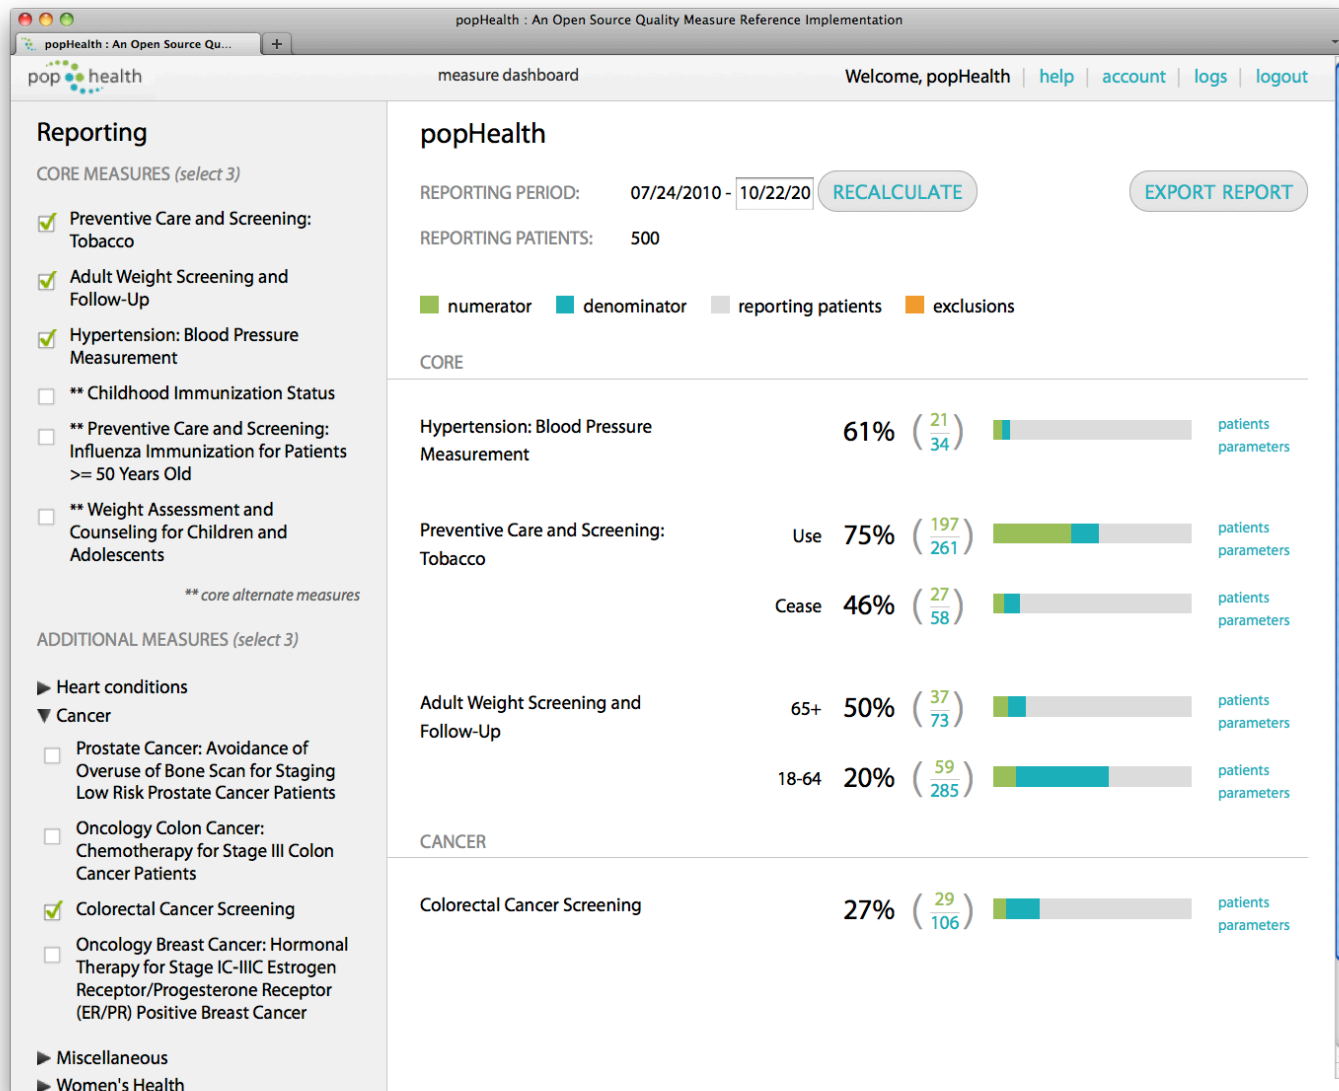 popHealth : An Open Source Quality Measure Reference Implementation
popHealth : An Open Source Qu...
+
pop health
measure dashboard
Welcome, popHealth | help | account | logs | logout
Reporting
CORE MEASURES (select 3)
Preventive Care and Screening:
Tobacco
Adult Weight Screening and
Follow-Up
Hypertension: Blood Pressure
Measurement
** Childhood Immunization Status
** Preventive Care and Screening:
Influenza Immunization for Patients
>= 50 Years Old
** Weight Assessment and
Counseling for Children and
Adolescents
** core alternate measures
ADDITIONAL MEASURES (select 3)
Heart conditions
Cancer
Prostate Cancer: Avoidance of
Overuse of Bone Scan for Staging
Low Risk Prostate Cancer Patients
Oncology Colon Cancer:
Chemotherapy for Stage III Colon
Cancer Patients
Colorectal Cancer Screening
Oncology Breast Cancer: Hormonal
Therapy for Stage IC-IIIC Estrogen
Receptor/Progesterone Receptor
(ER/PR) Positive Breast Cancer
Miscellaneous
Women's Health
popHealth
REPORTING PERIOD: 07/24/2010 - 10/22/20 RECALCULATE EXPORT REPORT
REPORTING PATIENTS: 500
numerator denominator reporting patients exclusions
CORE
Hypertension: Blood Pressure
Measurement
61% (21/34)
patients
parameters
Preventive Care and Screening:
Tobacco
Use 75% (197/261)
patients
parameters
Cease 46% (27/58)
patients
parameters
Adult Weight Screening and
Follow-Up
65+ 50% (37/73)
patients
parameters
18-64 20% (59/285)
patients
parameters
CANCER
Colorectal Cancer Screening 27% (29/106)
patients
parameters